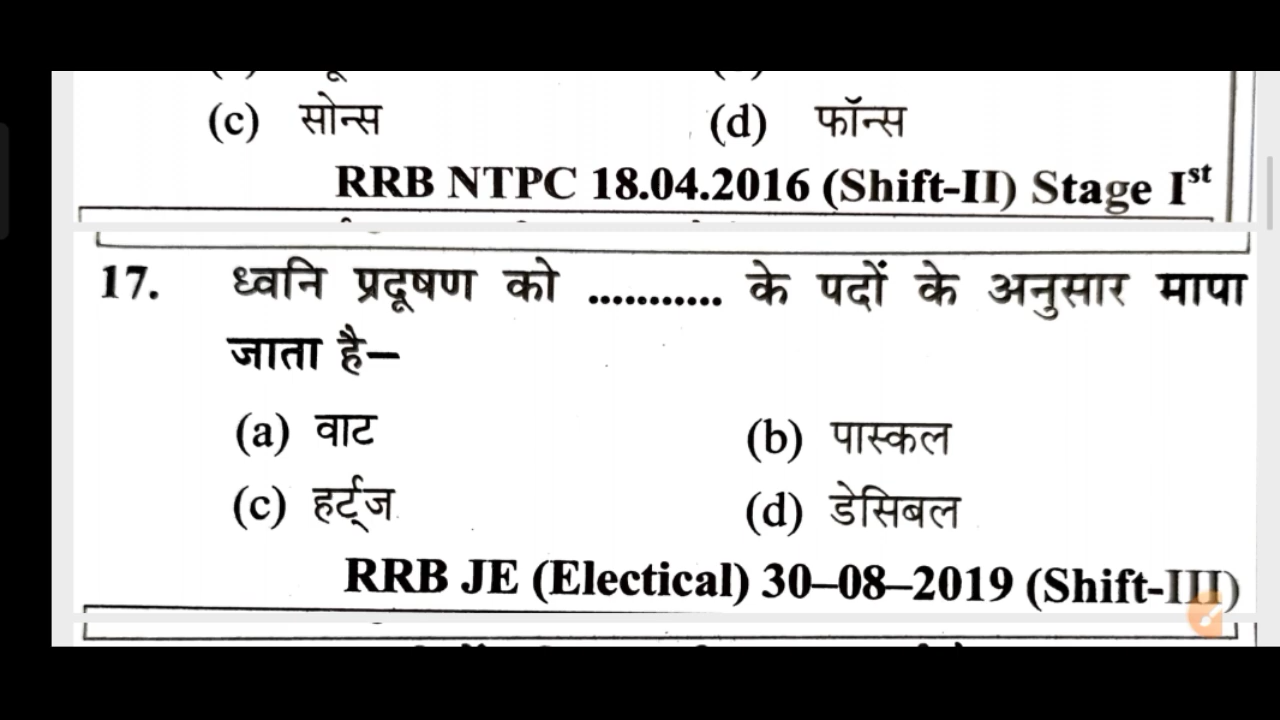 (c) सोन्स (d) फॉन्स
RRB NTPC 18.04.2016 (Shift-II) Stage Iˢᵗ
17. ध्वनि प्रदूषण को ........... के पदों के अनुसार मापा
जाता है–
(a) वाट (b) पास्कल
(c) हर्ट्ज (d) डेसिबल
RRB JE (Electical) 30–08–2019 (Shift-III)